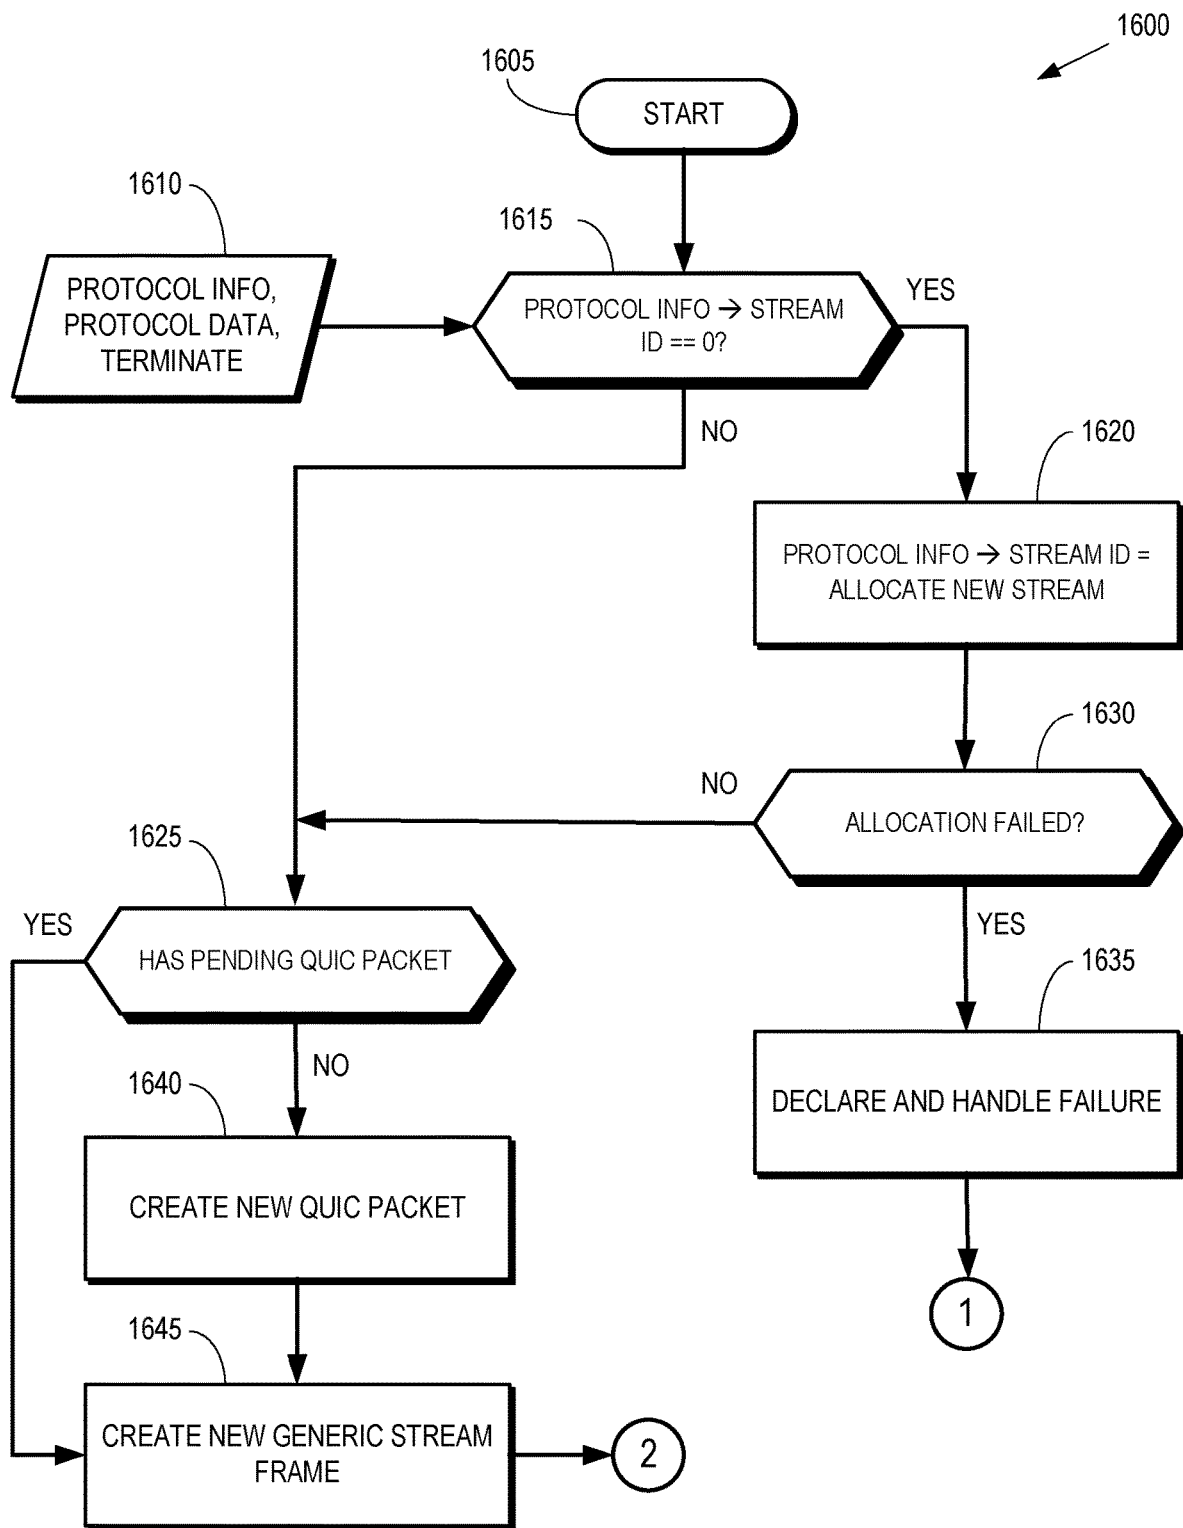 1600
1605
START
1610
1615
PROTOCOL INFO,
PROTOCOL DATA,
TERMINATE
PROTOCOL INFO → STREAM
ID == 0?
YES
NO
1620
PROTOCOL INFO → STREAM ID =
ALLOCATE NEW STREAM
1630
NO
ALLOCATION FAILED?
1625
YES
YES
HAS PENDING QUIC PACKET
1635
NO
DECLARE AND HANDLE FAILURE
1640
CREATE NEW QUIC PACKET
1
1645
CREATE NEW GENERIC STREAM
FRAME
2